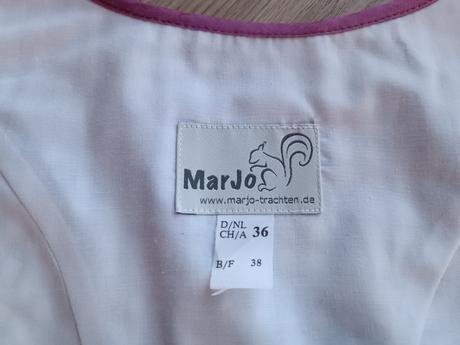 MarJo
www.marjo-trachten.de
D/NL
CH/A 36
B/F 38